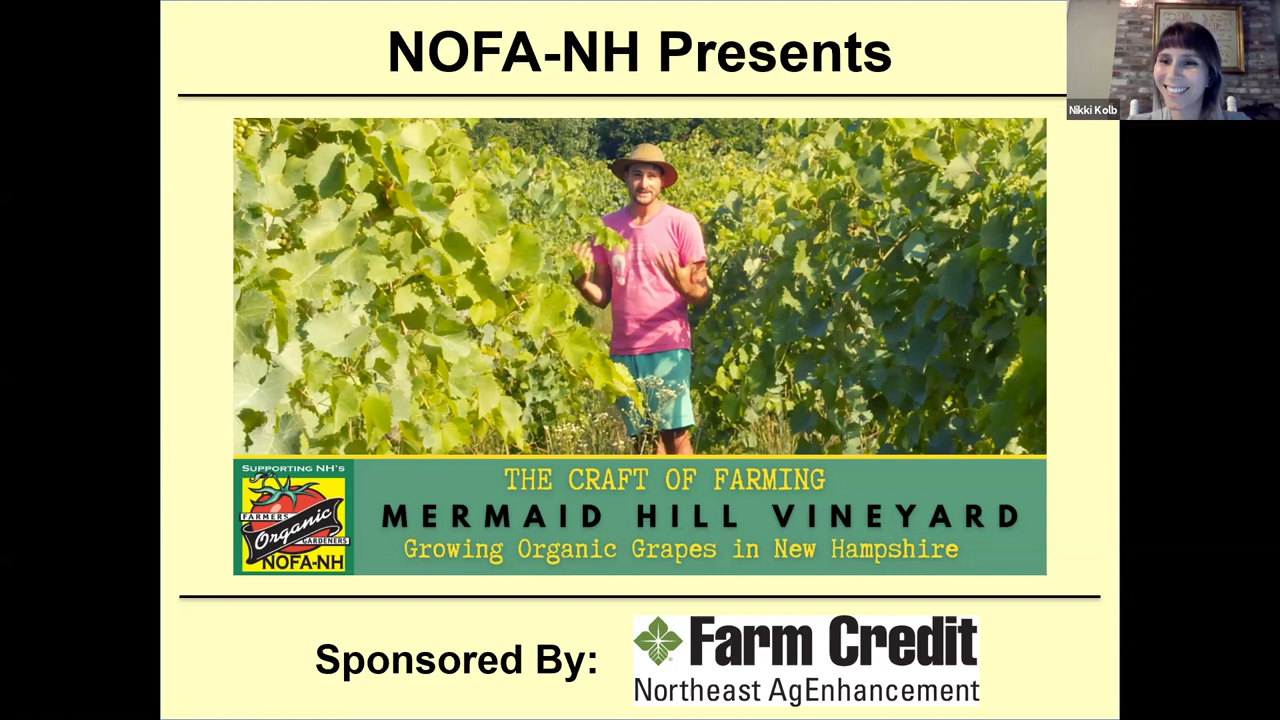 NOFA-NH Presents
Nikki Kolb
SUPPORTING NH'S
FARMERS
Organic
GARDENERS
NOFA-NH
THE CRAFT OF FARMING
MERMAID HILL VINEYARD
Growing Organic Grapes in New Hampshire
Sponsored By:
Farm Credit
Northeast AgEnhancement